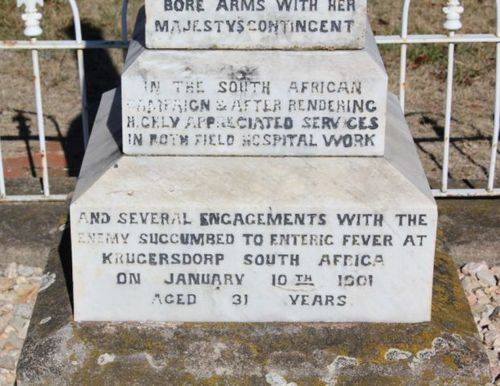 BORE ARMS WITH HER
MAJESTYS CONTINGENT
IN THE SOUTH AFRICAN
CAMPAIGN & AFTER RENDERING
HIGHLY APPRECIATED SERVICES
IN BOTH FIELD HOSPITAL WORK
AND SEVERAL ENGAGEMENTS WITH THE
ENEMY SUCCUMBED TO ENTERIC FEVER AT
KRUGERSDORP SOUTH AFRICA
ON JANUARY 10TH 1901
AGED 31 YEARS